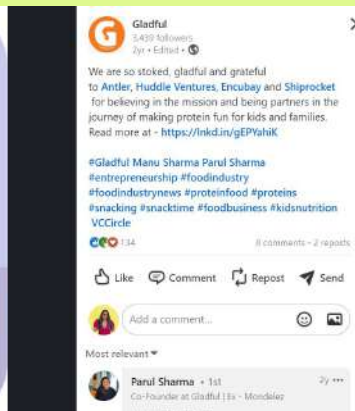 Gladful
3,439 followers
2yr • Edited •
We are so stoked, gladful and grateful
to Antler, Huddle Ventures, Encubay and Shiprocket
for believing in the mission and being partners in the
journey of making protein fun for kids and families.
Read more at - https://lnkd.in/gEPYahiK
#Gladful Manu Sharma Parul Sharma
#entrepreneurship #foodindustry
#foodindustrynews #proteinfood #proteins
#snacking #snacktime #foodbusiness #kidsnutrition
VCCircle
134
8 comments • 2 reposts
Like Comment Repost Send
Add a comment...
Most relevant
Parul Sharma • 1st
2y •••
Co-Founder at Gladful | Ex - Mondelez